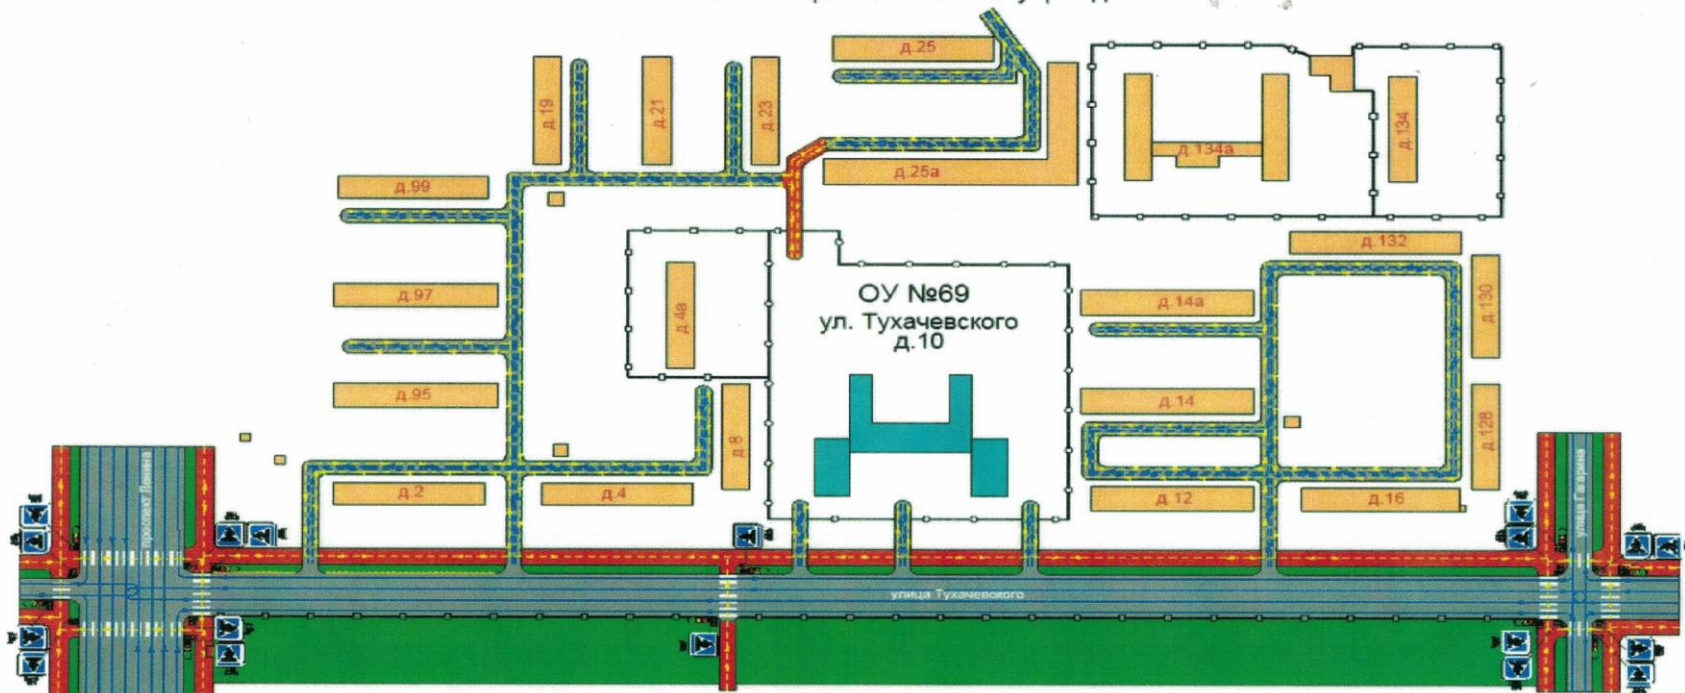 д.25
д.19
д.21
д.23
д.134а
д.134
д.25а
д.99
д.132
д.97
д.4а
ОУ №69
ул. Тухачевского
д.10
д.14а
д.130
д.95
д.8
д.14
д.128
д.2
д.4
д.12
д.16
проспект Ленина
улица Гагарина
улица Тухачевского